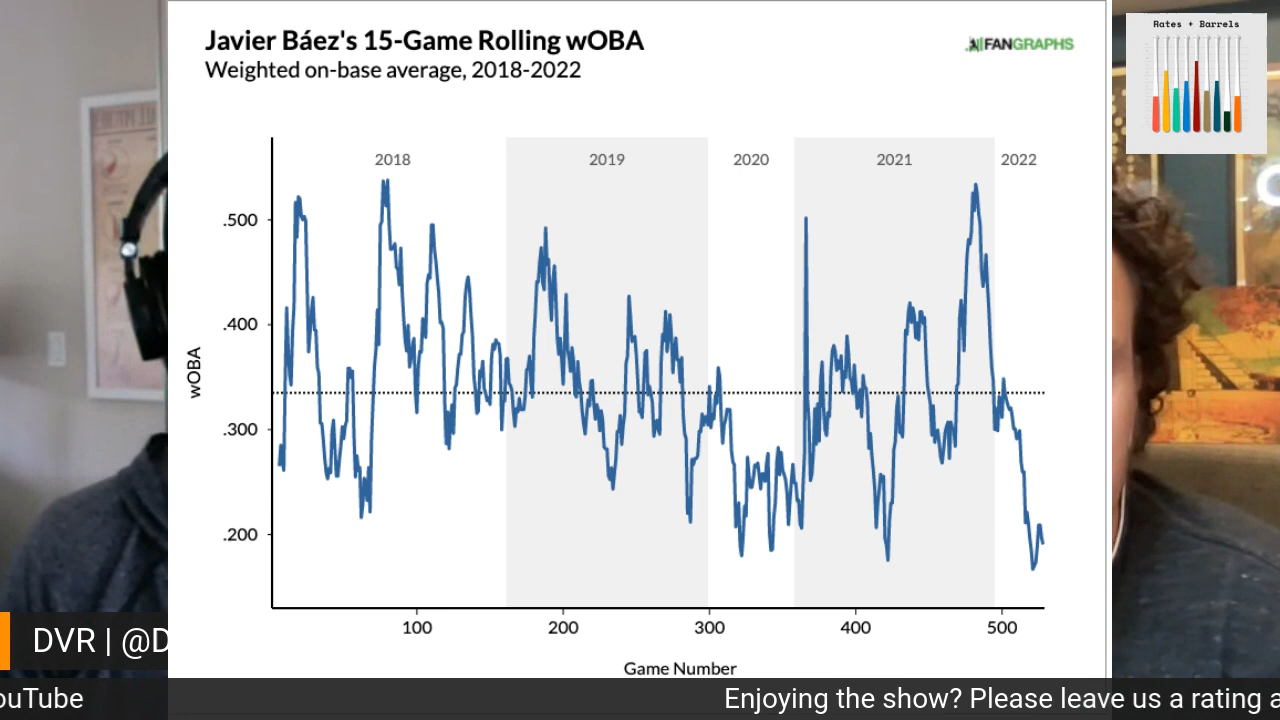 Javier Báez's 15-Game Rolling wOBA
Weighted on-base average, 2018-2022
FANGRAPHS
Rates + Barrels
2018
2019
2020
2021
2022
.500
.400
.300
.200
wOBA
100
200
300
400
500
Game Number
DVR | @D
ouTube
Enjoying the show? Please leave us a rating a